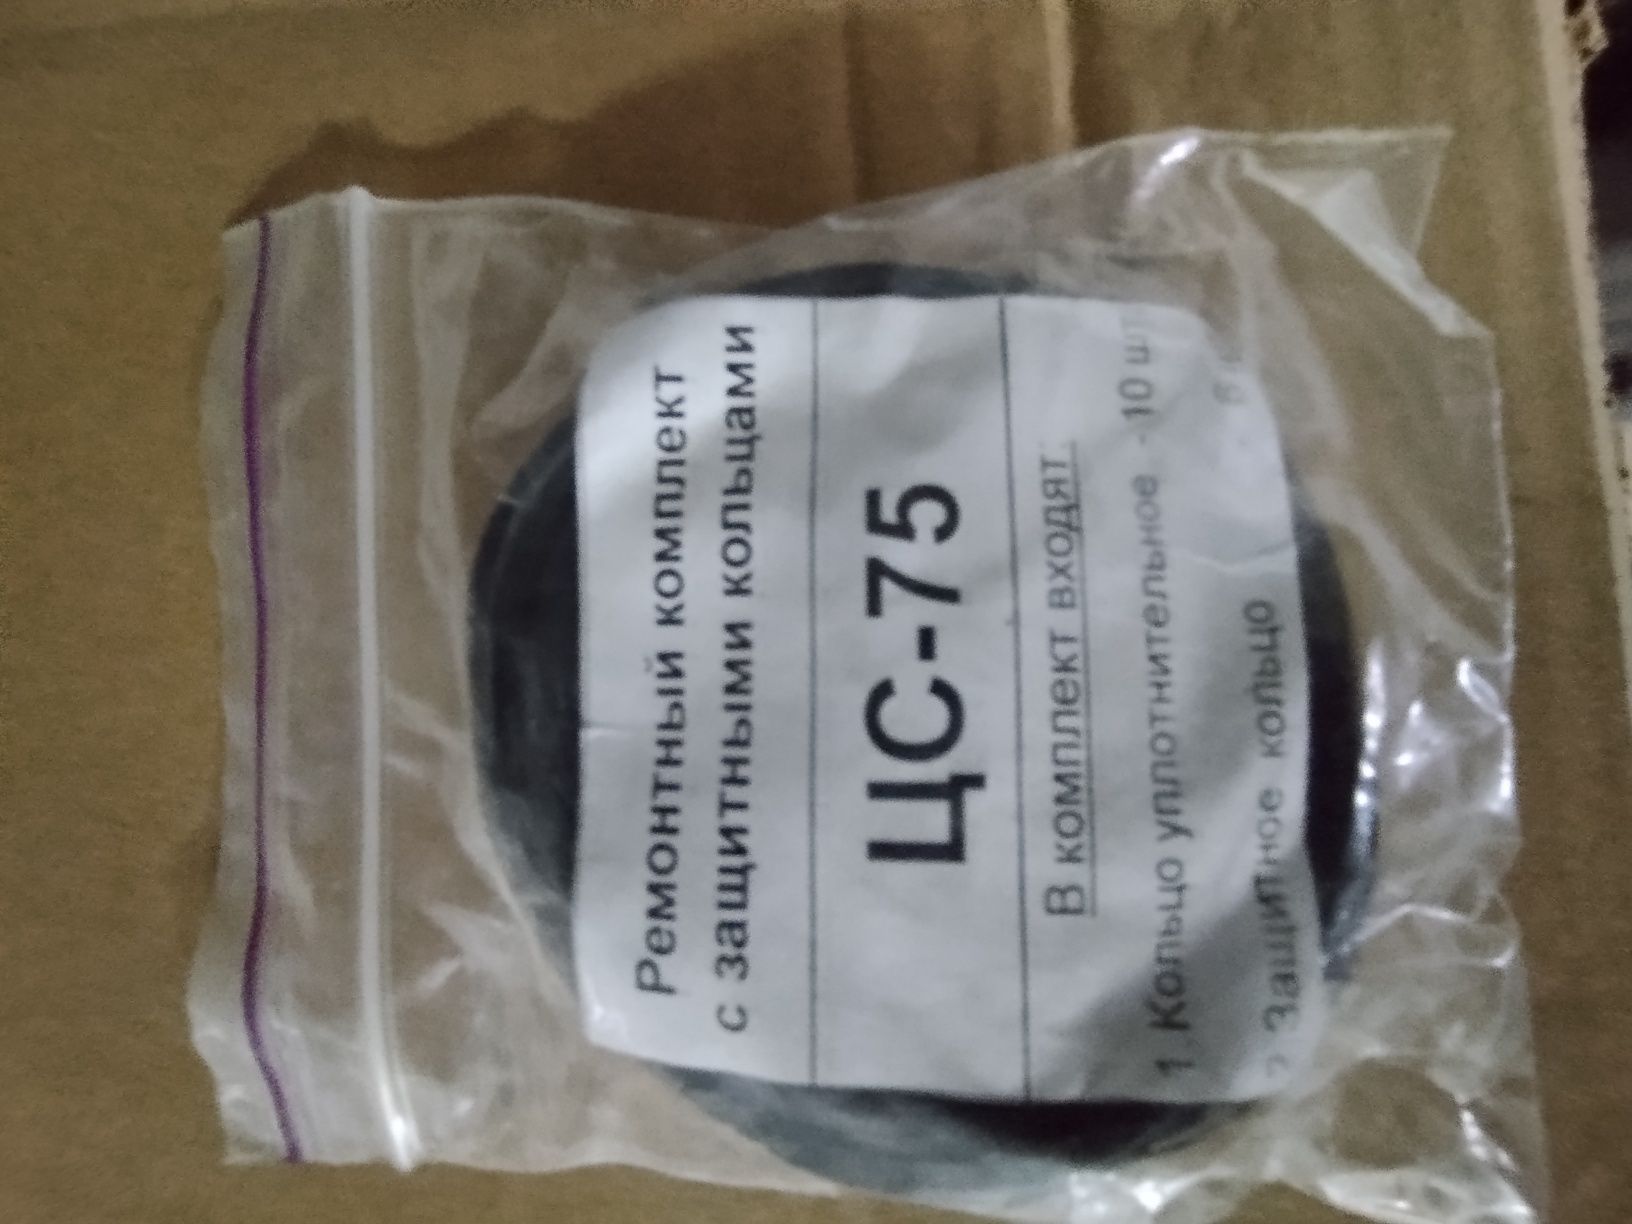 Ремонтный комплект
с защитными кольцами
ЦС-75
В комплект входят:
1 Кольцо уплотнительное - 10 шт
2 Защитное кольцо